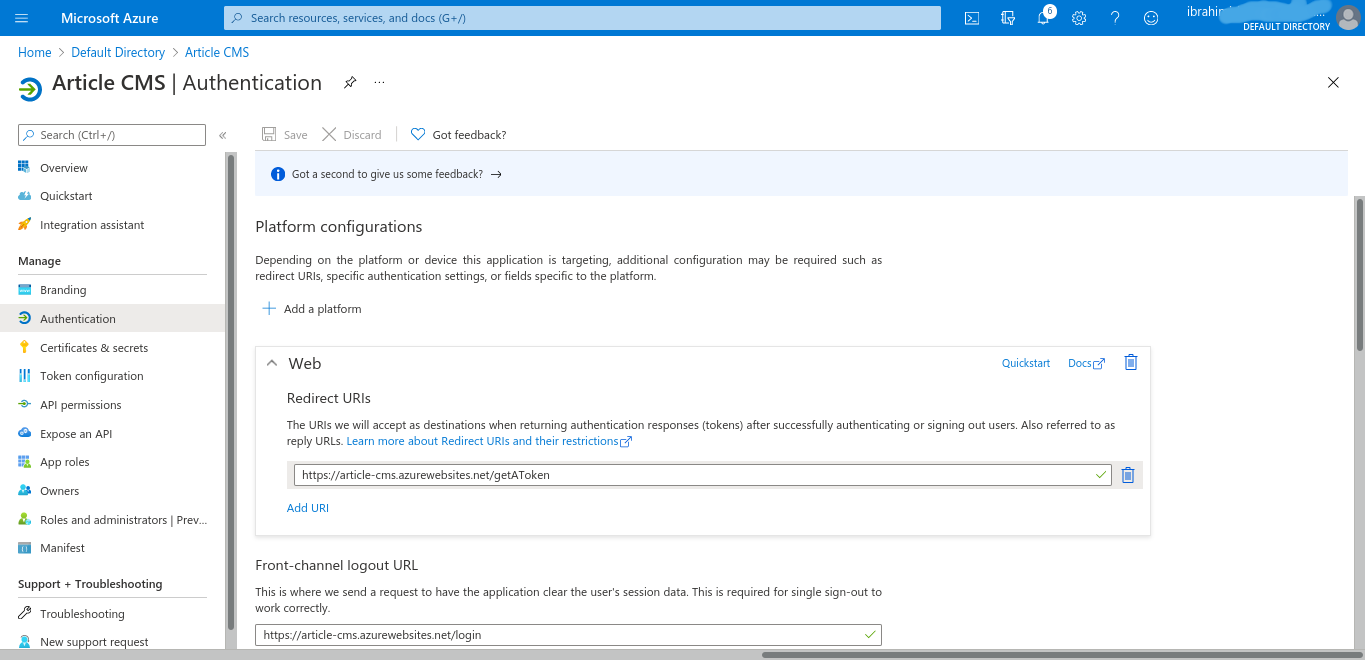 Microsoft Azure
Search resources, services, and docs (G+/)
6
DEFAULT DIRECTORY
Home > Default Directory > Article CMS
Article CMS | Authentication
...
Search (Ctrl+/)
«
Save
Discard
Got feedback?
Got a second to give us some feedback? →
Overview
Quickstart
Integration assistant
Manage
Branding
Authentication
Certificates & secrets
Token configuration
API permissions
Expose an API
App roles
Owners
Roles and administrators | Prev...
Manifest
Support + Troubleshooting
Troubleshooting
New support request
Platform configurations
Depending on the platform or device this application is targeting, additional configuration may be required such as
redirect URIs, specific authentication settings, or fields specific to the platform.
Add a platform
Web
Quickstart
Docs
Redirect URIs
The URIs we will accept as destinations when returning authentication responses (tokens) after successfully authenticating or signing out users. Also referred to as
reply URLs. Learn more about Redirect URIs and their restrictions
https://article-cms.azurewebsites.net/getAToken
Add URI
Front-channel logout URL
This is where we send a request to have the application clear the user's session data. This is required for single sign-out to
work correctly.
https://article-cms.azurewebsites.net/login